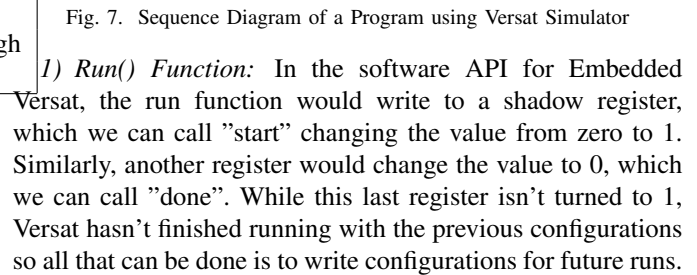 Fig. 7. Sequence Diagram of a Program using Versat Simulator
gh
1) Run() Function: In the software API for Embedded
Versat, the run function would write to a shadow register,
which we can call ”start” changing the value from zero to 1.
Similarly, another register would change the value to 0, which
we can call ”done”. While this last register isn’t turned to 1,
Versat hasn’t finished running with the previous configurations
so all that can be done is to write configurations for future runs.